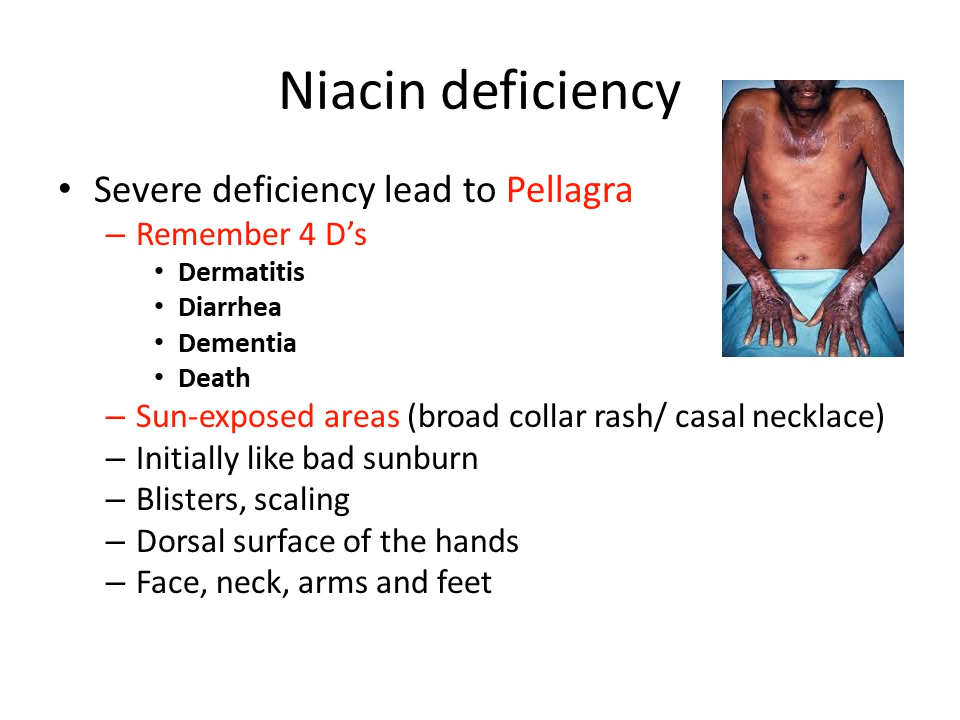 Niacin deficiency
• Severe deficiency lead to Pellagra
– Remember 4 D’s
• Dermatitis
• Diarrhea
• Dementia
• Death
– Sun-exposed areas (broad collar rash/ casal necklace)
– Initially like bad sunburn
– Blisters, scaling
– Dorsal surface of the hands
– Face, neck, arms and feet